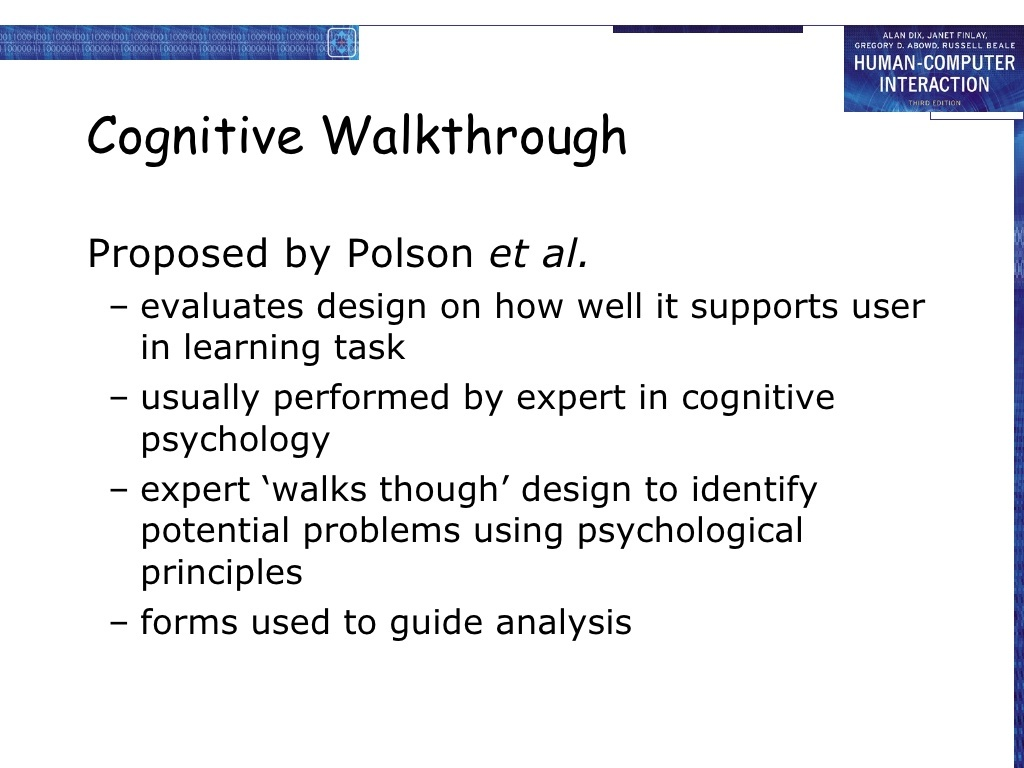 ALAN DIX, JANET FINLAY,
GREGORY D. ABOWD, RUSSELL BEALE
HUMAN-COMPUTER
INTERACTION
THIRD EDITION
Cognitive Walkthrough
Proposed by Polson et al.
– evaluates design on how well it supports user
in learning task
– usually performed by expert in cognitive
psychology
– expert ‘walks though’ design to identify
potential problems using psychological
principles
– forms used to guide analysis